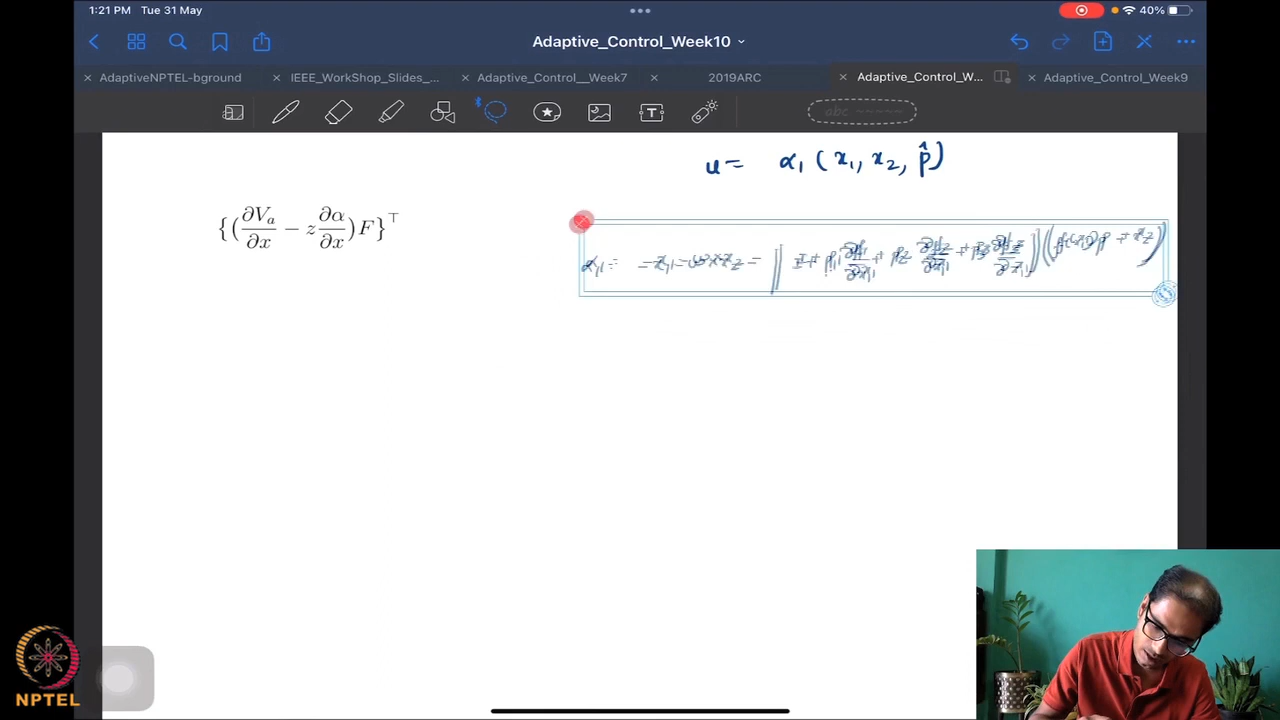 1:21 PM Tue 31 May
40%
Adaptive_Control_Week10
AdaptiveNPTEL-bground
IEEE_WorkShop_Slides_...
Adaptive_Control__Week7
2019ARC
Adaptive_Control_W...
Adaptive_Control_Week9
abc
u = α₁ (x₁, x₂, p̂)
{(∂Vₐ/∂x − z ∂α/∂x)F}⊤
NPTEL